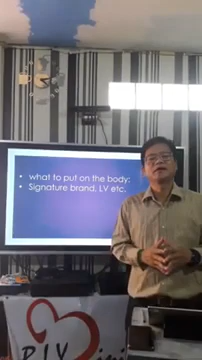 • what to put on the body:
• Signature brand. LV etc.